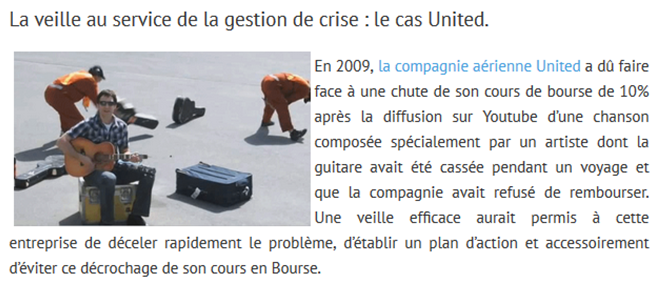 La veille au service de la gestion de crise : le cas United.
En 2009, la compagnie aérienne United a dû faire
face à une chute de son cours de bourse de 10%
après la diffusion sur Youtube d'une chanson
composée spécialement par un artiste dont la
guitare avait été cassée pendant un voyage et
que la compagnie avait refusé de rembourser.
Une veille efficace aurait permis à cette
entreprise de déceler rapidement le problème, d'établir un plan d'action et accessoirement
d'éviter ce décrochage de son cours en Bourse.